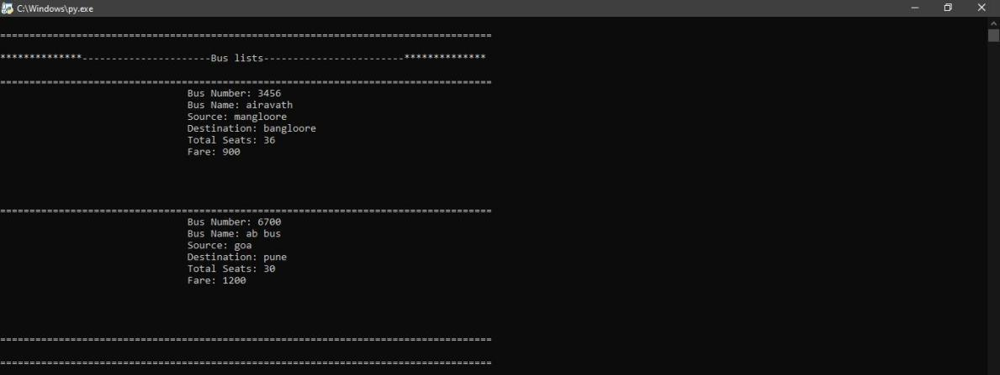 C:\Windows\py.exe
====================================================================================
**************----------------------Bus lists------------------------**************
====================================================================================
Bus Number: 3456
Bus Name: airavath
Source: mangloore
Destination: bangloore
Total Seats: 36
Fare: 900
====================================================================================
Bus Number: 6700
Bus Name: ab bus
Source: goa
Destination: pune
Total Seats: 30
Fare: 1200
====================================================================================
====================================================================================